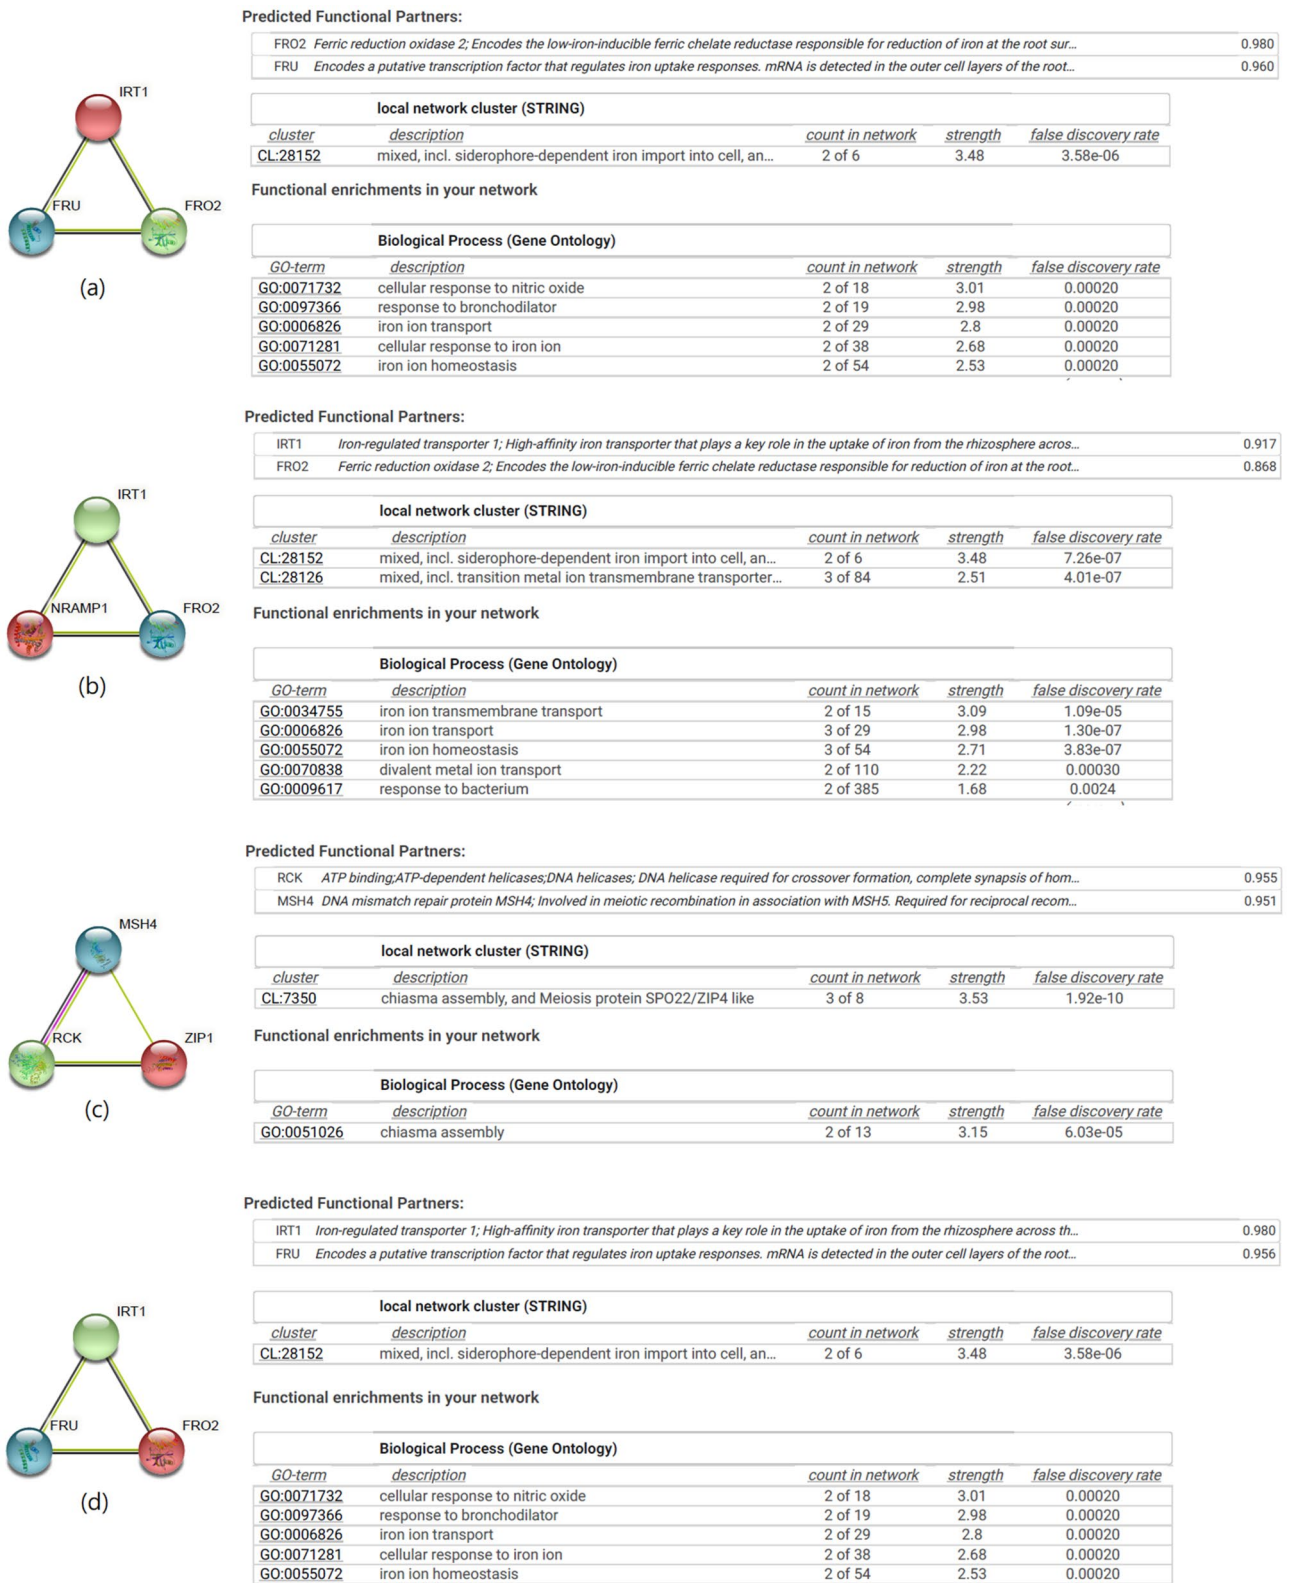 Predicted Functional Partners:
FRO2 Ferric reduction oxidase 2; Encodes the low-iron-inducible ferric chelate reductase responsible for reduction of iron at the root sur... 0.980
FRU Encodes a putative transcription factor that regulates iron uptake responses. mRNA is detected in the outer cell layers of the root... 0.960
IRT1
FRU
FRO2
(a)
local network cluster (STRING)
cluster description count in network strength false discovery rate
CL:28152 mixed, incl. siderophore-dependent iron import into cell, an... 2 of 6 3.48 3.58e-06
Functional enrichments in your network
Biological Process (Gene Ontology)
GO-term description count in network strength false discovery rate
GO:0071732 cellular response to nitric oxide 2 of 18 3.01 0.00020
GO:0097366 response to bronchodilator 2 of 19 2.98 0.00020
GO:0006826 iron ion transport 2 of 29 2.8 0.00020
GO:0071281 cellular response to iron ion 2 of 38 2.68 0.00020
GO:0055072 iron ion homeostasis 2 of 54 2.53 0.00020
Predicted Functional Partners:
IRT1 Iron-regulated transporter 1; High-affinity iron transporter that plays a key role in the uptake of iron from the rhizosphere acros... 0.917
FRO2 Ferric reduction oxidase 2; Encodes the low-iron-inducible ferric chelate reductase responsible for reduction of iron at the root... 0.868
IRT1
NRAMP1
FRO2
(b)
local network cluster (STRING)
cluster description count in network strength false discovery rate
CL:28152 mixed, incl. siderophore-dependent iron import into cell, an... 2 of 6 3.48 7.26e-07
CL:28126 mixed, incl. transition metal ion transmembrane transporter... 3 of 84 2.51 4.01e-07
Functional enrichments in your network
Biological Process (Gene Ontology)
GO-term description count in network strength false discovery rate
GO:0034755 iron ion transmembrane transport 2 of 15 3.09 1.09e-05
GO:0006826 iron ion transport 3 of 29 2.98 1.30e-07
GO:0055072 iron ion homeostasis 3 of 54 2.71 3.83e-07
GO:0070838 divalent metal ion transport 2 of 110 2.22 0.00030
GO:0009617 response to bacterium 2 of 385 1.68 0.0024
Predicted Functional Partners:
RCK ATP binding;ATP-dependent helicases;DNA helicases; DNA helicase required for crossover formation, complete synapsis of hom... 0.955
MSH4 DNA mismatch repair protein MSH4; Involved in meiotic recombination in association with MSH5. Required for reciprocal recom... 0.951
MSH4
RCK
ZIP1
(c)
local network cluster (STRING)
cluster description count in network strength false discovery rate
CL:7350 chiasma assembly, and Meiosis protein SPO22/ZIP4 like 3 of 8 3.53 1.92e-10
Functional enrichments in your network
Biological Process (Gene Ontology)
GO-term description count in network strength false discovery rate
GO:0051026 chiasma assembly 2 of 13 3.15 6.03e-05
Predicted Functional Partners:
IRT1 Iron-regulated transporter 1; High-affinity iron transporter that plays a key role in the uptake of iron from the rhizosphere across th... 0.980
FRU Encodes a putative transcription factor that regulates iron uptake responses. mRNA is detected in the outer cell layers of the root... 0.956
IRT1
FRU
FRO2
(d)
local network cluster (STRING)
cluster description count in network strength false discovery rate
CL:28152 mixed, incl. siderophore-dependent iron import into cell, an... 2 of 6 3.48 3.58e-06
Functional enrichments in your network
Biological Process (Gene Ontology)
GO-term description count in network strength false discovery rate
GO:0071732 cellular response to nitric oxide 2 of 18 3.01 0.00020
GO:0097366 response to bronchodilator 2 of 19 2.98 0.00020
GO:0006826 iron ion transport 2 of 29 2.8 0.00020
GO:0071281 cellular response to iron ion 2 of 38 2.68 0.00020
GO:0055072 iron ion homeostasis 2 of 54 2.53 0.00020